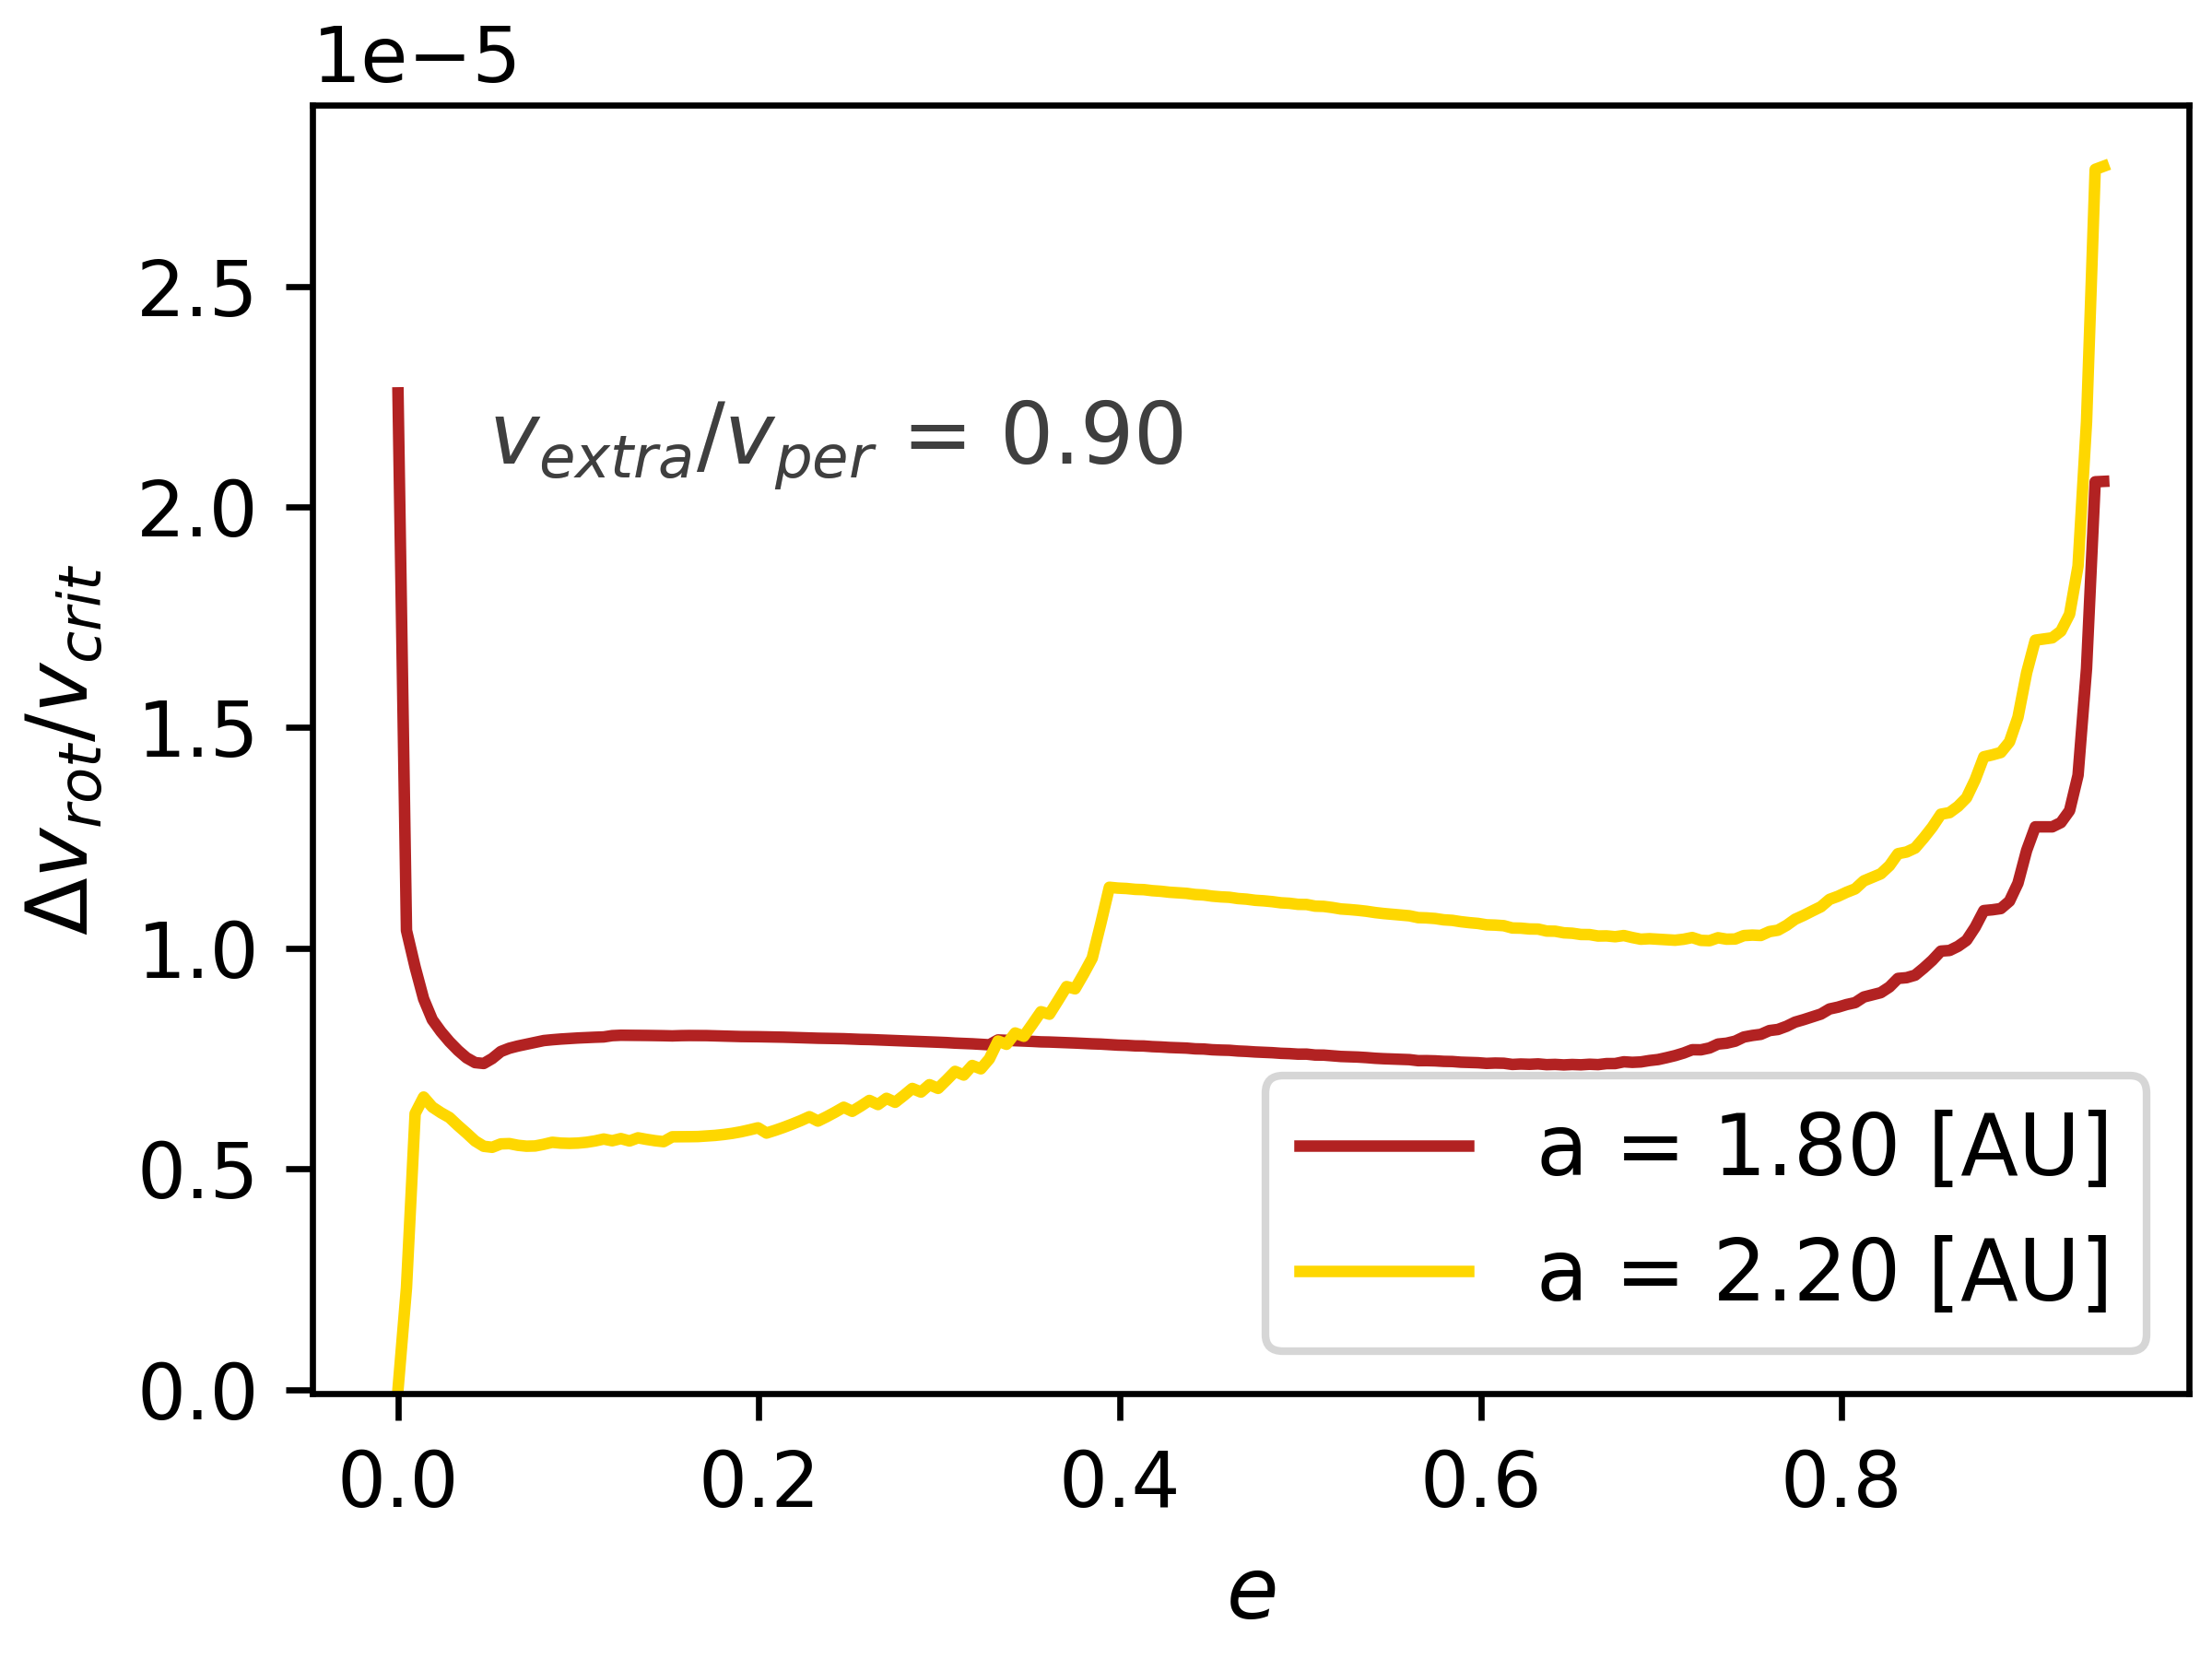 1e−5
2.5
2.0
1.5
1.0
0.5
0.0
Δv_rot/v_crit
v_extra/v_per = 0.90
a = 1.80 [AU]
a = 2.20 [AU]
0.0 0.2 0.4 0.6 0.8
e